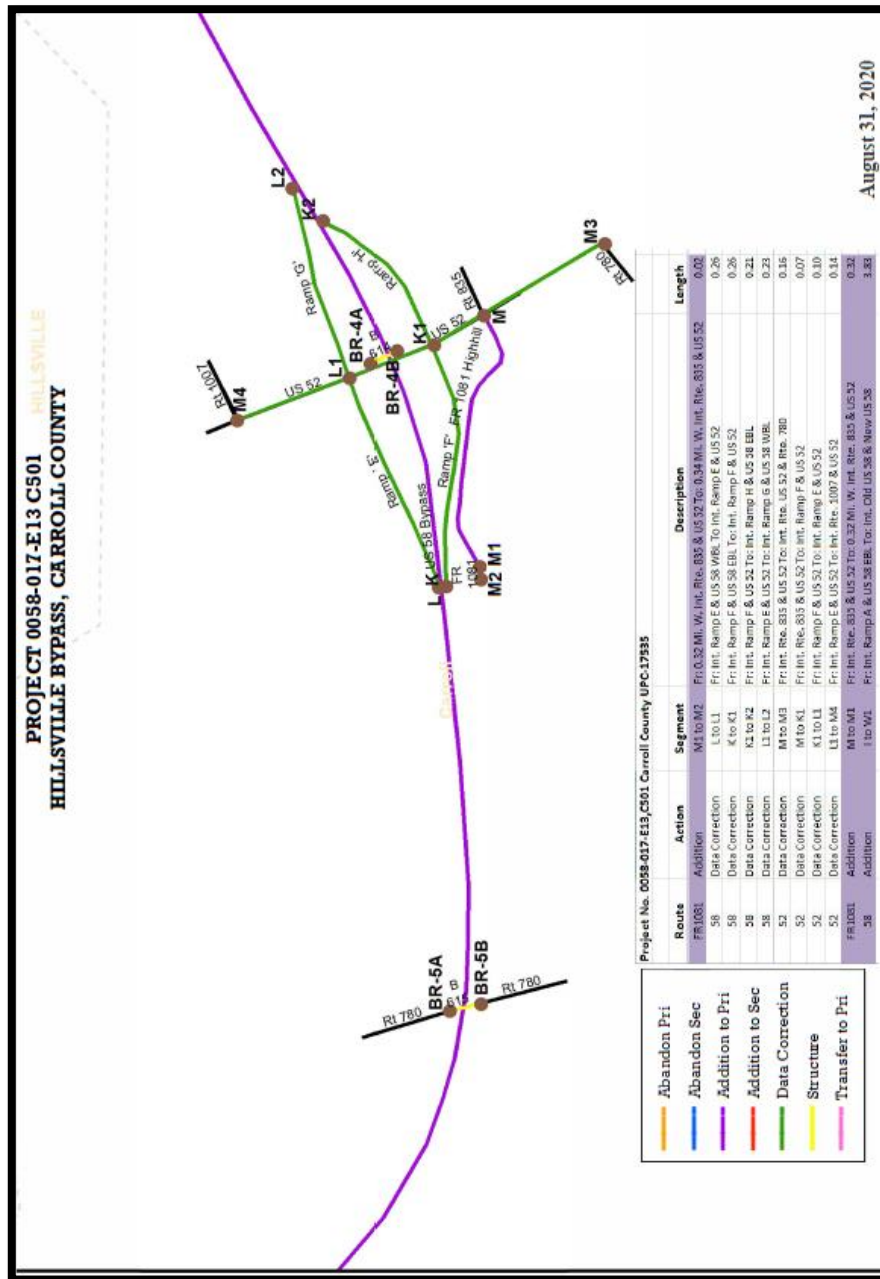 PROJECT 0058-017-E13 C501
HILLSVILLE
HILLSVILLE BYPASS, CARROLL COUNTY
L2
K2
Ramp 'G'
Ramp 'H'
M3
Rt 780
Rt 835
M
US 52
K1
BR-4A
B
614
BR-4B
L1
US 52
M4
Rt 1007
Ramp 'E'
US 58 Bypass
Ramp 'F'
FR 1081 Highhill
L
K
FR
1081
M2
M1
Carroll
BR-5A
B
615
BR-5B
Rt 780
Rt 780
Project No. 0058-017-E13,C501 Carroll County UPC-17535
Route Action Segment Description Length
FR1081 Addition M1 to M2 Fr: 0.32 Mi. W. Int. Rte. 835 & US 52 To: 0.34 Mi. W. Int. Rte. 835 & US 52 0.02
58 Data Correction L to L1 Fr: Int. Ramp E & US 58 WBL To Int. Ramp E & US 52 0.26
58 Data Correction K to K1 Fr: Int. Ramp F & US 58 EBL To: Int. Ramp F & US 52 0.26
58 Data Correction K1 to K2 Fr: Int. Ramp F & US 52 To: Int. Ramp H & US 58 EBL 0.21
58 Data Correction L1 to L2 Fr: Int. Ramp E & US 52 To: Int. Ramp G & US 58 WBL 0.23
52 Data Correction M to M3 Fr: Int. Rte. 835 & US 52 To: Int. Rte. US 52 & Rte. 780 0.16
52 Data Correction M to K1 Fr: Int. Rte. 835 & US 52 To: Int. Ramp F & US 52 0.07
52 Data Correction K1 to L1 Fr: Int. Ramp F & US 52 To: Int. Ramp E & US 52 0.10
52 Data Correction L1 to M4 Fr: Int. Ramp E & US 52 To: Int. Rte. 1007 & US 52 0.14
FR1081 Addition M to M1 Fr: Int. Rte. 835 & US 52 To: 0.32 Mi. W. Int. Rte. 835 & US 52 0.32
58 Addition I to W1 Fr: Int. Ramp A & US 58 EBL To: Int. Old US 58 & New US 58 3.83
Abandon Pri
Abandon Sec
Addition to Pri
Addition to Sec
Data Correction
Structure
Transfer to Pri
August 31, 2020